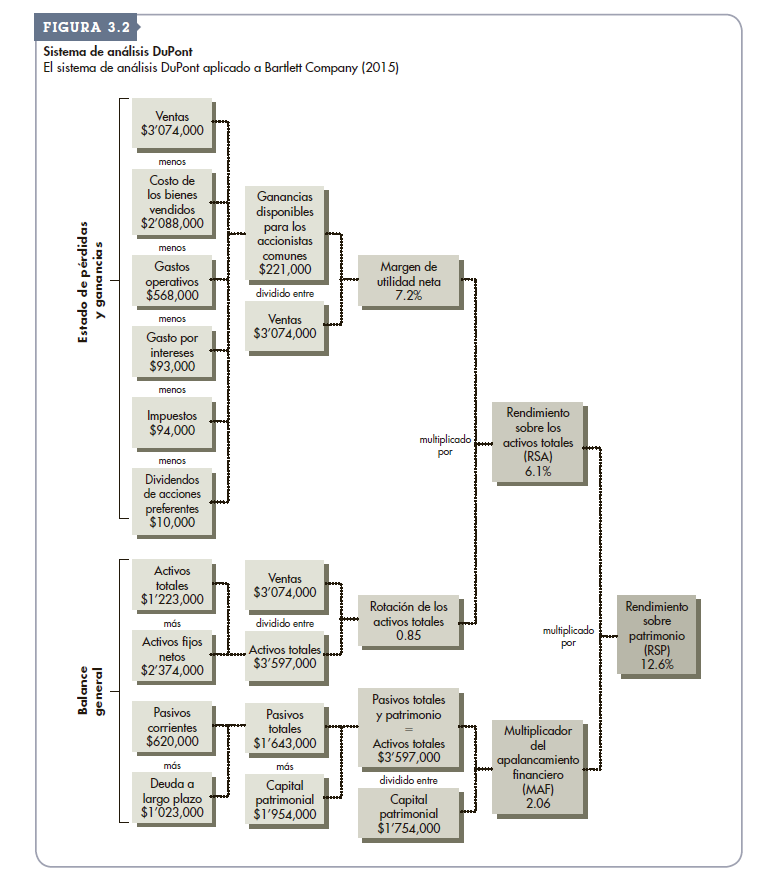 FIGURA 3.2
Sistema de análisis DuPont
El sistema de análisis DuPont aplicado a Bartlett Company (2015)
Estado de pérdidas
y ganancias
Ventas
$3’074,000
menos
Costo de
los bienes
vendidos
$2’088,000
menos
Gastos
operativos
$568,000
menos
Gasto por
intereses
$93,000
menos
Impuestos
$94,000
menos
Dividendos
de acciones
preferentes
$10,000
Ganancias
disponibles
para los
accionistas
comunes
$221,000
dividido entre
Ventas
$3’074,000
Margen de
utilidad neta
7.2%
multiplicado
por
Rendimiento
sobre los
activos totales
(RSA)
6.1%
Balance
general
Activos
totales
$1’223,000
más
Activos fijos
netos
$2’374,000
Ventas
$3’074,000
dividido entre
Activos totales
$3’597,000
Rotación de los
activos totales
0.85
multiplicado
por
Rendimiento
sobre
patrimonio
(RSP)
12.6%
Pasivos
corrientes
$620,000
más
Deuda a
largo plazo
$1’023,000
Pasivos
totales
$1’643,000
más
Capital
patrimonial
$1’954,000
Pasivos totales
y patrimonio
=
Activos totales
$3’597,000
dividido entre
Capital
patrimonial
$1’754,000
Multiplicador
del
apalancamiento
financiero
(MAF)
2.06